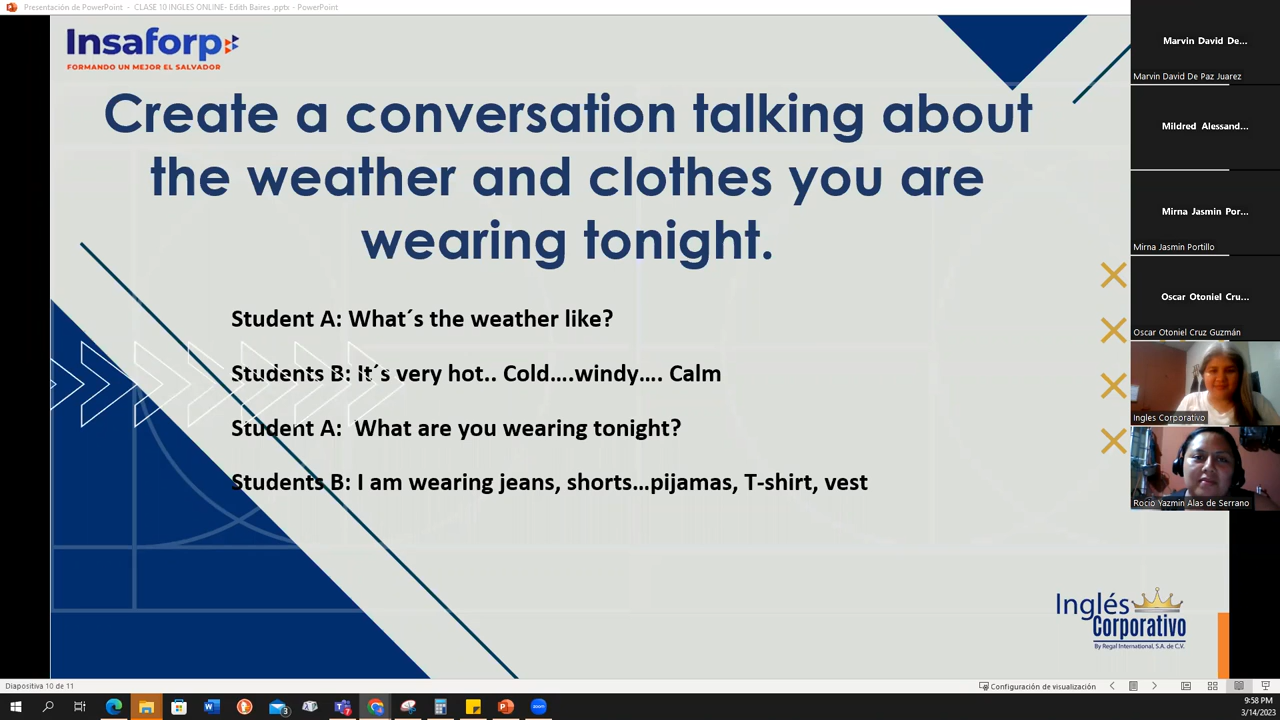 Presentación de PowerPoint - CLASE 10 INGLES ONLINE- Edith Baires .pptx - PowerPoint
Insaforp
FORMANDO UN MEJOR EL SALVADOR
Create a conversation talking about
the weather and clothes you are
wearing tonight.
Student A: What´s the weather like?
Students B: It´s very hot.. Cold....windy.... Calm
Student A:  What are you wearing tonight?
Students B: I am wearing jeans, shorts...pijamas, T-shirt, vest
Marvin David De...
Marvin David De Paz Juarez
Mildred Alessand...
Mirna Jasmin Por...
Mirna Jasmin Portillo
Oscar Otoniel Cru...
Oscar Otoniel Cruz Guzmán
Ingles Corporativo
Rocio Yazmin Alas de Serrano
Inglés
Corporativo
By Regal International, S.A. de C.V.
Diapositiva 10 de 11
Configuración de visualización
9:58 PM
3/14/2023